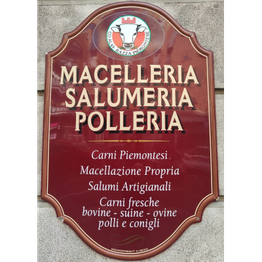 MACELLERIA
SALUMERIA
POLLERIA
Carni Piemontesi
Macellazione Propria
Salumi Artigianali
Carni fresche
bovine - suine - ovine
polli e conigli